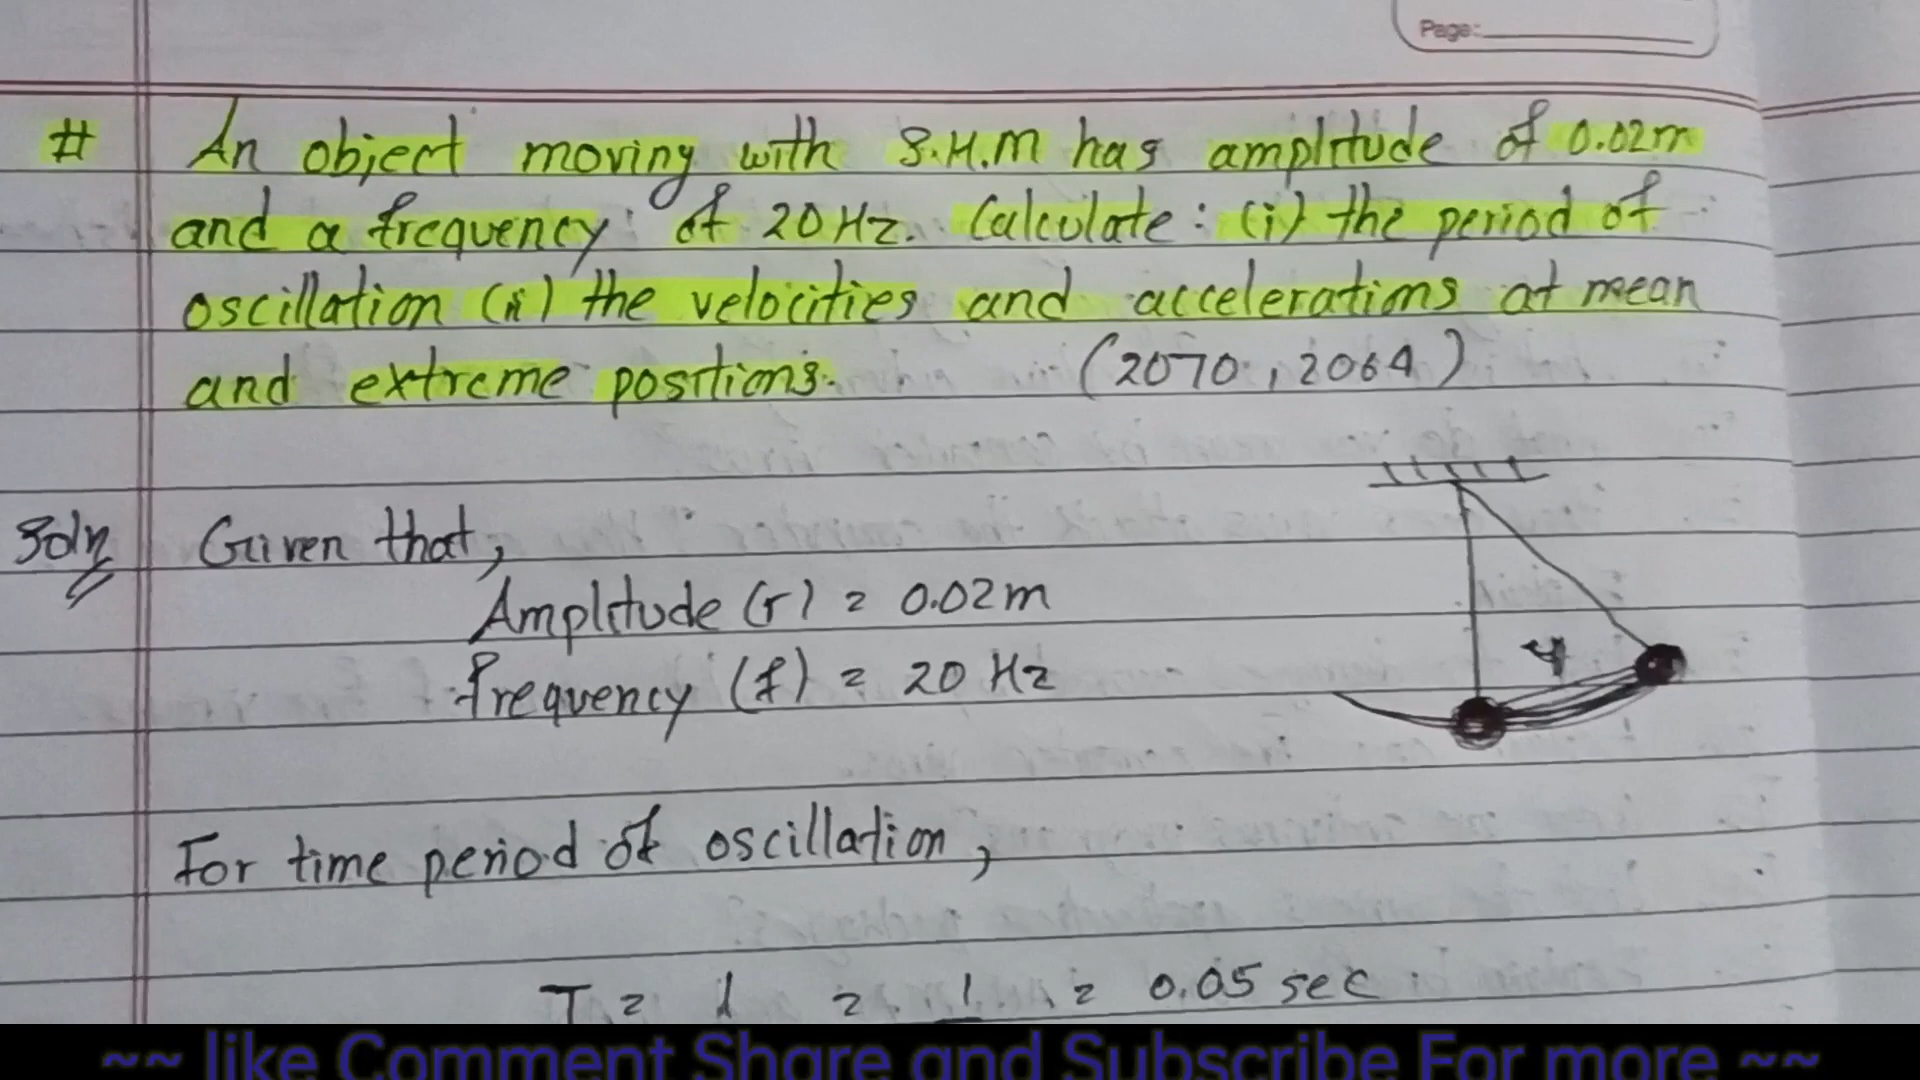 Page:
# An object moving with S.H.M has amplitude of 0.02m
and a frequency of 20 Hz. Calculate: (i) the period of
oscillation (ii) the velocities and accelerations at mean
and extreme positions. (2070, 2064)
Soln Given that,
Amplitude (r) = 0.02m
frequency (f) = 20 Hz
y
For time period of oscillation,
T = 1 = 1 = 0.05 sec
~~ like Comment Share and Subscribe For more ~~